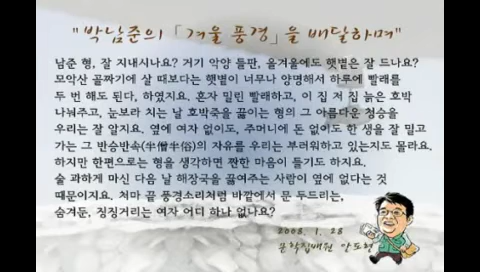 "박남준의 「겨울 풍경」을 배달하며"
남준 형, 잘 지내시나요? 거기 악양 들판, 올겨울에도 햇볕은 잘 드나요?
모악산 골짜기에 살 때보다는 햇볕이 너무나 양명해서 하루에 빨래를
두 번 해도 된다, 하였지요. 혼자 밀린 빨래하고, 이 집 저 집 늙은 호박
나눠주고, 눈보라 치는 날 호박죽을 끓이는 형의 그 아름다운 청승을
우리는 잘 알지요. 옆에 여자 없이도, 주머니에 돈 없이도 한 생을 잘 밀고
가는 그 반승반속(半僧半俗)의 자유를 우리는 부러워하고 있는지도 몰라요.
하지만 한편으로는 형을 생각하면 짠한 마음이 들기도 하지요.
술 과하게 마신 다음 날 해장국을 끓여주는 사람이 옆에 없다는 것
때문이지요. 처마 끝 풍경소리처럼 바깥에서 문 두드리는,
숨겨둔, 징징거리는 여자 어디 하나 없나요?
2008. 1. 28
문학집배원 안도현